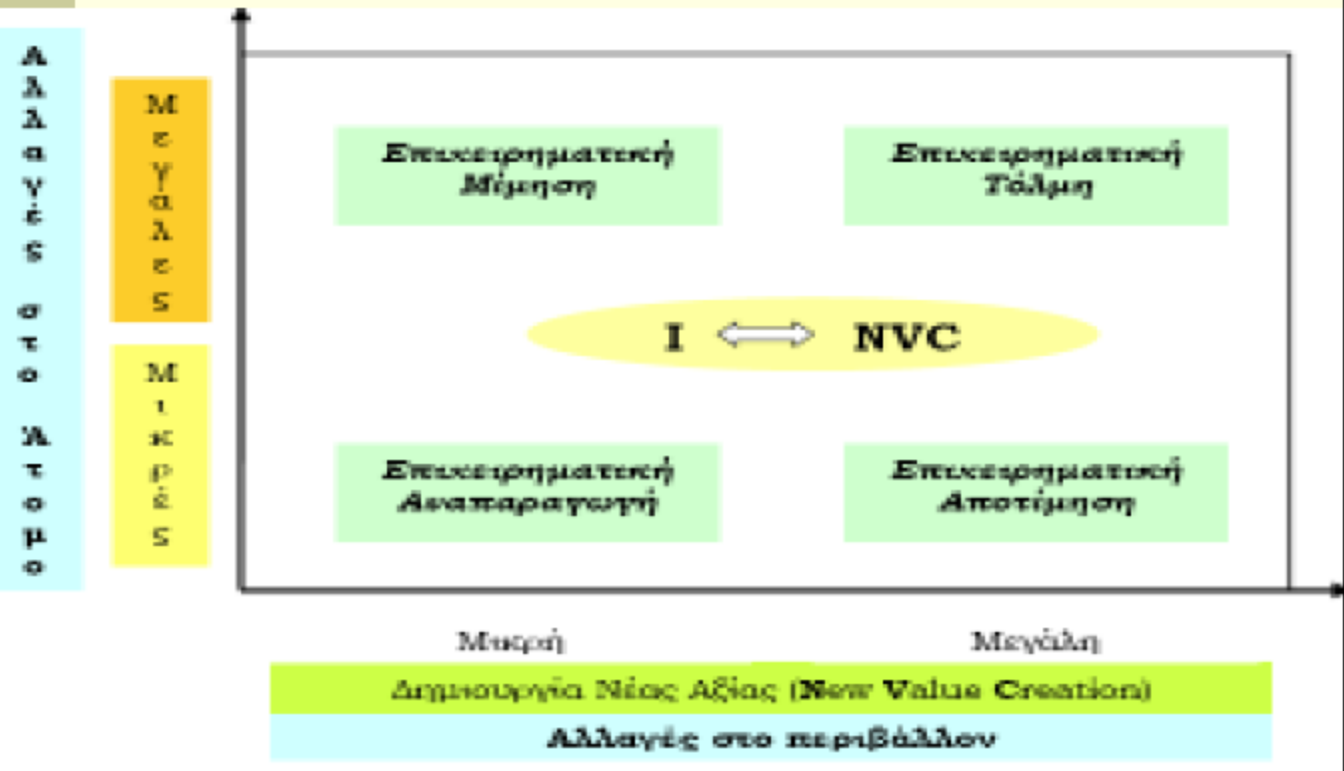 Αλλαγές στο Άτομο
Μεγάλες
Μικρές
Επιχειρηματική
Μίμηση
Επιχειρηματική
Τόλμη
I NVC
Επιχειρηματική
Αναπαραγωγή
Επιχειρηματική
Αποτίμηση
Μικρή
Μεγάλη
Δημιουργία Νέας Αξίας (New Value Creation)
Αλλαγές στο περιβάλλον